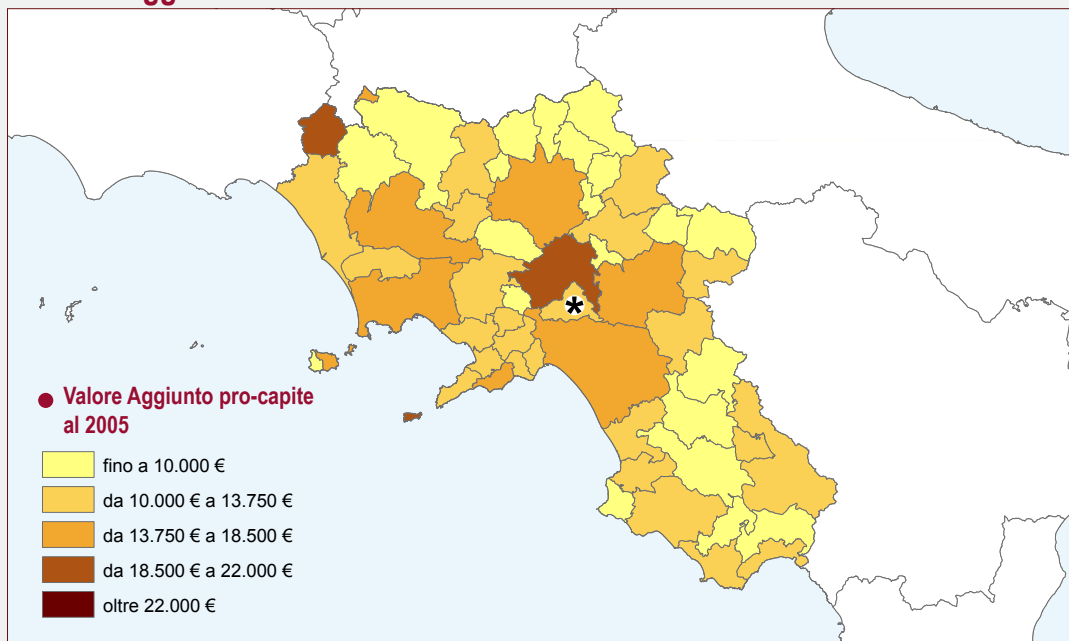 Valore Aggiunto pro-capite
al 2005
fino a 10.000 €
da 10.000 € a 13.750 €
da 13.750 € a 18.500 €
da 18.500 € a 22.000 €
oltre 22.000 €
*